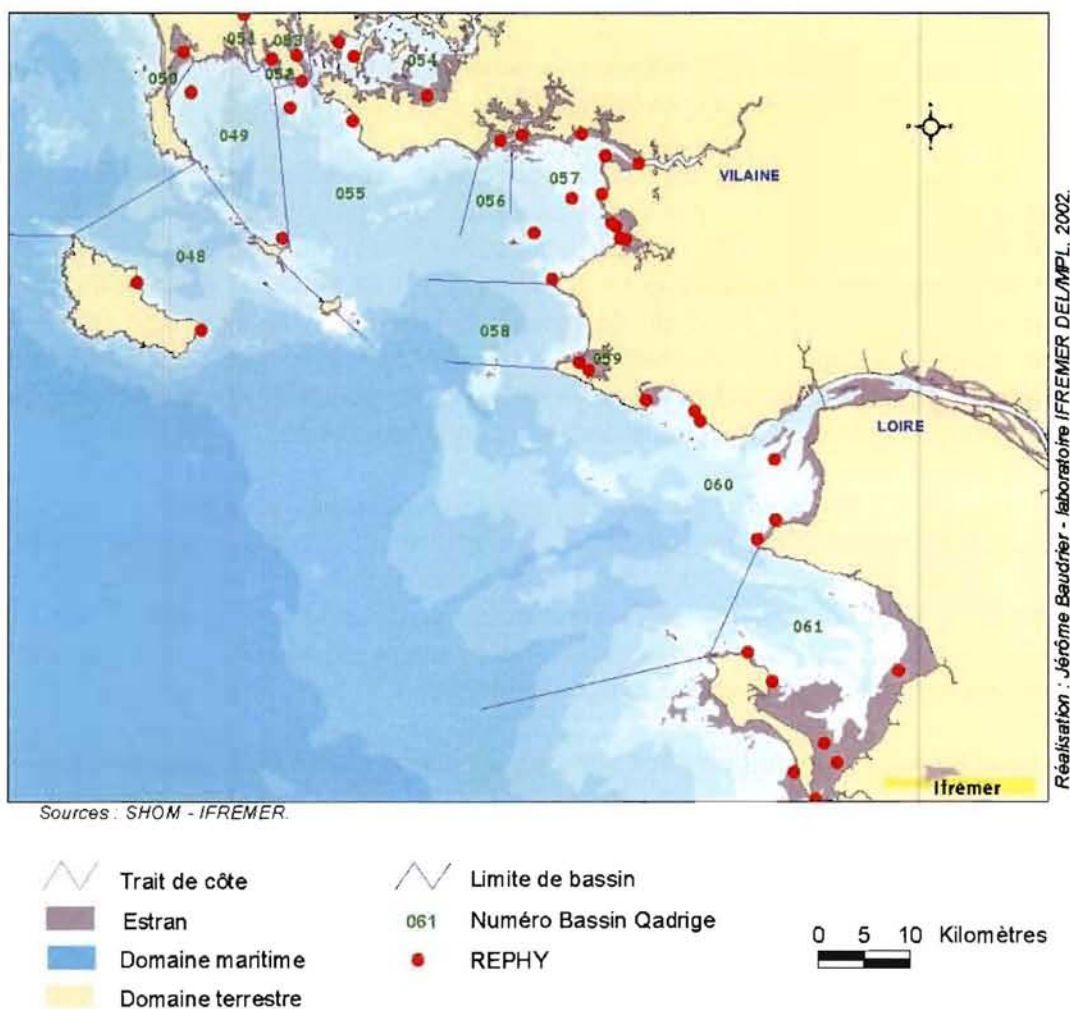 051
053
054
050
052
049
055
056
057
VILAINE
048
058
059
LOIRE
060
061
Ifremer
Réalisation : Jérôme Baudrier - laboratoire IFREMER DEL/MPL. 2002.
Sources : SHOM - IFREMER.
Trait de côte
Limite de bassin
Estran
061 Numéro Bassin Qadrige
0 5 10 Kilomètres
Domaine maritime
REPHY
Domaine terrestre